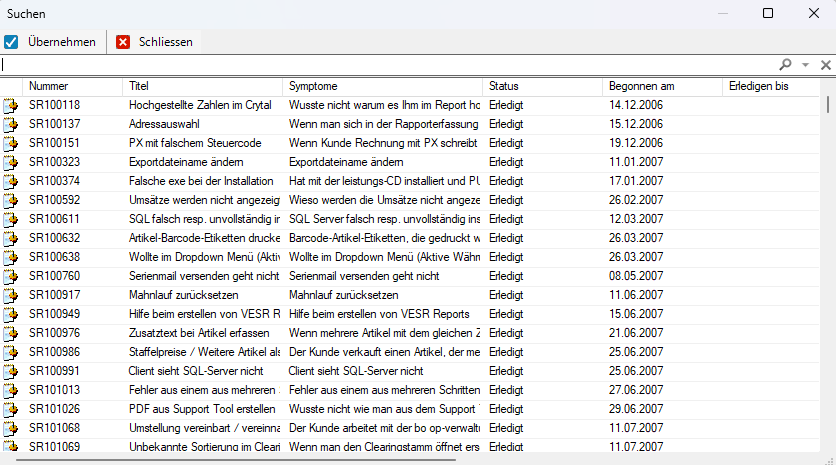 Suchen
Übernehmen Schliessen
Nummer Titel Symptome Status Begonnen am Erledigen bis
SR100118 Hochgestellte Zahlen im Crytal Wusste nicht warum es Ihm im Report ho Erledigt 14.12.2006
SR100137 Adressauswahl Wenn man sich in der Rapporterfassung Erledigt 15.12.2006
SR100151 PX mit falschem Steuercode Wenn Kunde Rechnung mit PX schreibt Erledigt 19.12.2006
SR100323 Exportdateiname ändern Exportdateiname ändern Erledigt 11.01.2007
SR100374 Falsche exe bei der Installation Hat mit der leistungs-CD installiert und PU Erledigt 17.01.2007
SR100592 Umsätze werden nicht angezeigt Wieso werden die Umsätze nicht angeze Erledigt 26.02.2007
SR100611 SQL falsch resp. unvollständig in SQL Server falsch resp. unvollständig ins Erledigt 12.03.2007
SR100632 Artikel-Barcode-Etiketten drucke Barcode-Artikel-Etiketten, die gedruckt w Erledigt 26.03.2007
SR100638 Wollte im Dropdown Menü (Aktive Wollte im Dropdown Menü (Aktive Währ Erledigt 26.03.2007
SR100760 Serienmail versenden geht nicht Serienmail versenden geht nicht Erledigt 08.05.2007
SR100917 Mahnlauf zurücksetzen Mahnlauf zurücksetzen Erledigt 11.06.2007
SR100949 Hilfe beim erstellen von VESR R Hilfe beim erstellen von VESR Reports Erledigt 15.06.2007
SR100976 Zusatztext bei Artikel erfassen Wenn mehrere Artikel mit dem gleichen Z Erledigt 21.06.2007
SR100986 Staffelpreise / Weitere Artikel als Der Kunde verkauft einen Artikel, der me Erledigt 25.06.2007
SR100991 Client sieht SQL-Server nicht Client sieht SQL-Server nicht Erledigt 25.06.2007
SR101013 Fehler aus einem aus mehreren Fehler aus einem aus mehreren Schritten Erledigt 27.06.2007
SR101026 PDF aus Support Tool erstellen Wusste nicht wie man aus dem Support Erledigt 29.06.2007
SR101068 Umstellung vereinbart / vereinna Der Kunde arbeitet mit der bo op-verwaltu Erledigt 11.07.2007
SR101069 Unbekannte Sortierung im Cleari Wenn man den Clearingstamm öffnet ers Erledigt 11.07.2007